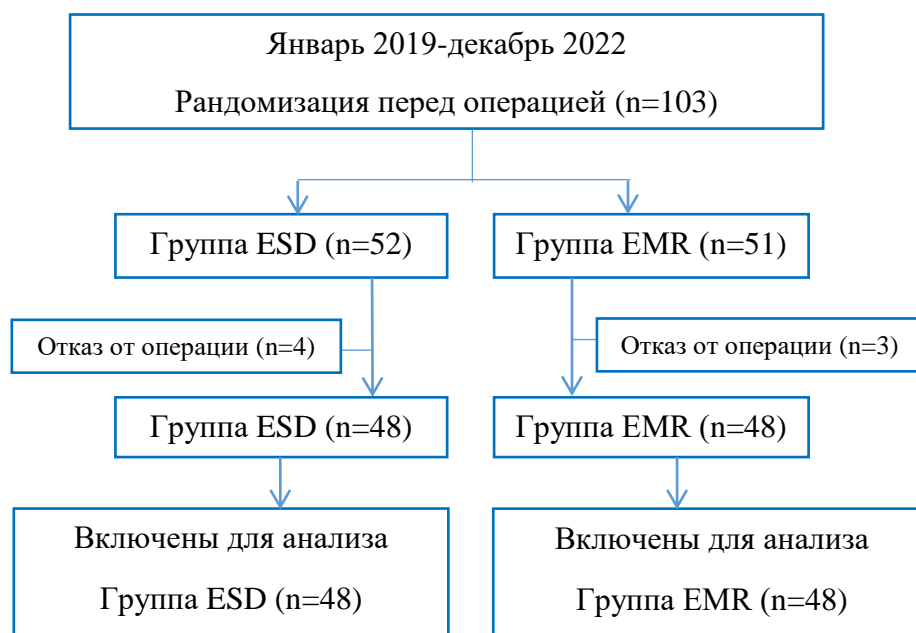 Январь 2019-декабрь 2022
Рандомизация перед операцией (n=103)
Группа ESD (n=52)
Группа EMR (n=51)
Отказ от операции (n=4)
Отказ от операции (n=3)
Группа ESD (n=48)
Группа EMR (n=48)
Включены для анализа
Группа ESD (n=48)
Включены для анализа
Группа EMR (n=48)